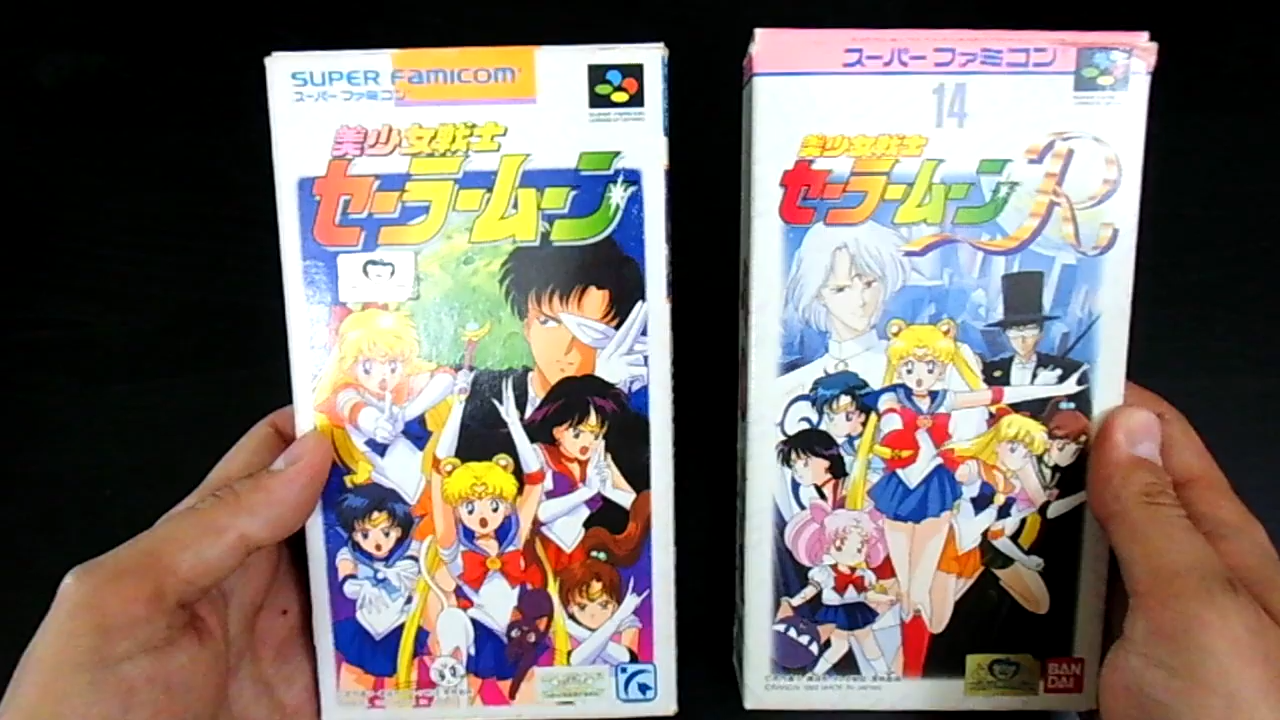 SUPER FAMICOM
スーパーファミコン
美少女戦士
セーラームーン
スーパーファミコン
14
美少女戦士
セーラームーンR
BAN
DAI